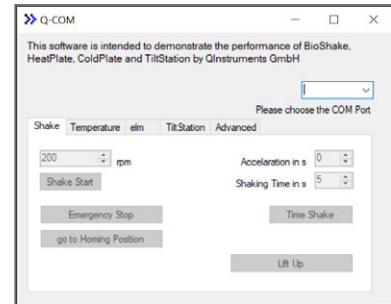 Q-COM
This software is intended to demonstrate the performance of BioShake,
HeatPlate, ColdPlate and TiltStation by QInstruments GmbH
Please choose the COM Port
Shake Temperature elm TiltStation Advanced
200 rpm Accelaration in s 0
Shake Start Shaking Time in s 5
Emergency Stop Time Shake
go to Homing Position
Lift Up